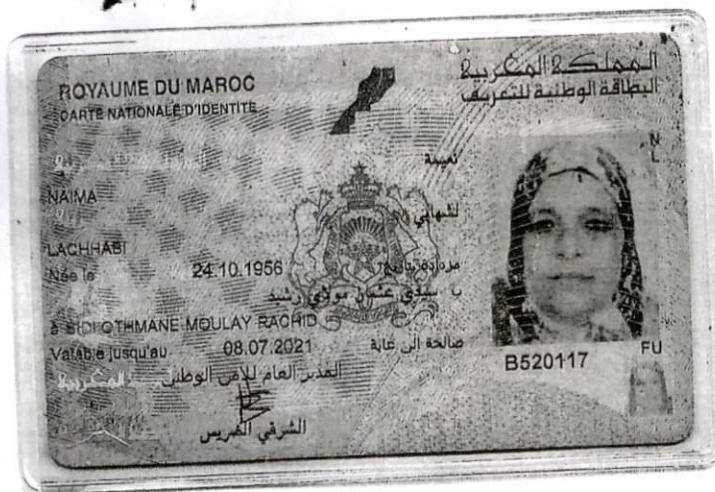 ROYAUME DU MAROC
المملكة المغربية
CARTE NATIONALE D'IDENTITE
البطاقة الوطنية للتعريف
نعيمة
NAIMA
لشهابي
LACHHABI
Née le 24.10.1956 مزدادة بتاريخ
ب سيدي عثمان مولاي رشيد
à SIDI OTHMANE MOULAY RACHID
Valable jusqu'au 08.07.2021 صالحة الى غاية
B520117
FU
المدير العام للأمن الوطني
الشرقي الضريس